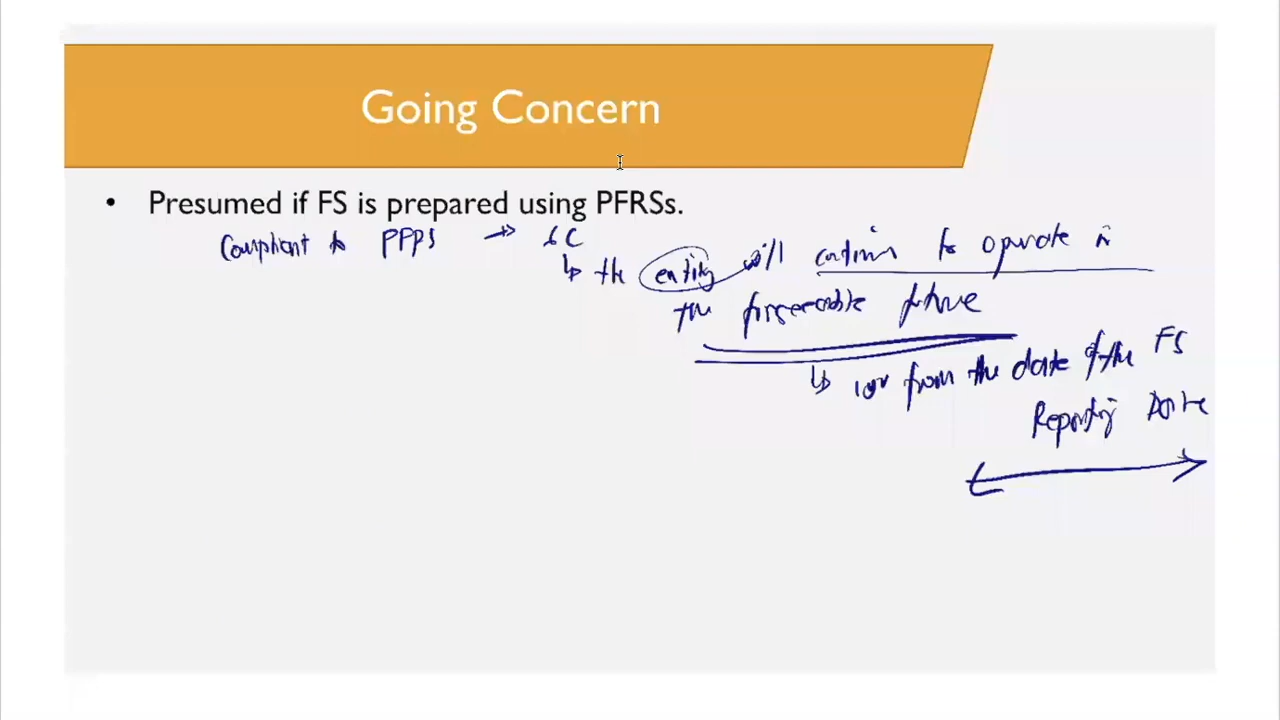 Going Concern
• Presumed if FS is prepared using PFRSs.
Compliant to PFRS → GC
↳ the entity will continue to operate in
the foreseeable future
↳ from the date of the FS
Reporting Date